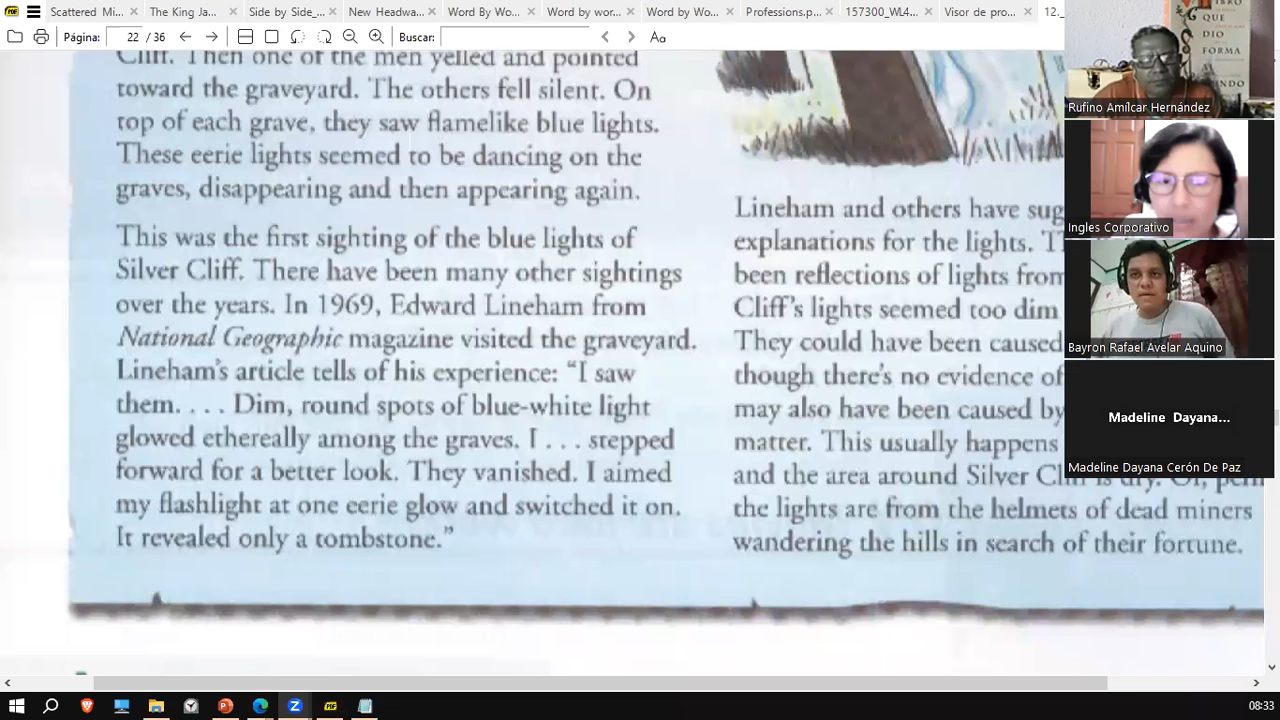 Scattered Mi...
The King Ja...
Side by Side_...
New Headwa...
Word By Wo...
Word by wor...
Word by Wo...
Professions.p...
157300_WL4...
Visor de pro...
12._
Página: 22 / 36
Buscar:
Cliff. Then one of the men yelled and pointed
toward the graveyard. The others fell silent. On
top of each grave, they saw flamelike blue lights.
These eerie lights seemed to be dancing on the
graves, disappearing and then appearing again.
This was the first sighting of the blue lights of
Silver Cliff. There have been many other sightings
over the years. In 1969, Edward Lineham from
National Geographic magazine visited the graveyard.
Lineham's article tells of his experience: "I saw
them. . . . Dim, round spots of blue-white light
glowed ethereally among the graves. I . . . stepped
forward for a better look. They vanished. I aimed
my flashlight at one eerie glow and switched it on.
It revealed only a tombstone."
Lineham and others have sug
explanations for the lights. T
been reflections of lights from
Cliff's lights seemed too dim
They could have been caused
though there's no evidence of
may also have been caused by
matter. This usually happens
and the area around Silver Cliff is dry. Or,
the lights are from the helmets of dead miners
wandering the hills in search of their fortune.
QUE
DIO
FORMA
Rufino Amílcar Hernández
Ingles Corporativo
Bayron Rafael Avelar Aquino
Madeline Dayana...
Madeline Dayana Cerón De Paz
08:33